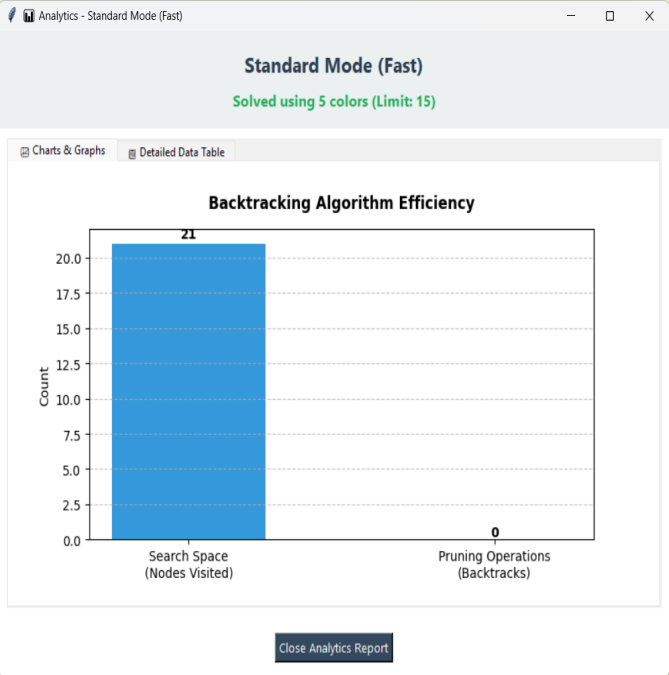 Analytics - Standard Mode (Fast)
Standard Mode (Fast)
Solved using 5 colors (Limit: 15)
Charts & Graphs
Detailed Data Table
Backtracking Algorithm Efficiency
21
20.0
17.5
15.0
12.5
10.0
7.5
5.0
2.5
0.0
Count
0
Search Space
(Nodes Visited)
Pruning Operations
(Backtracks)
Close Analytics Report